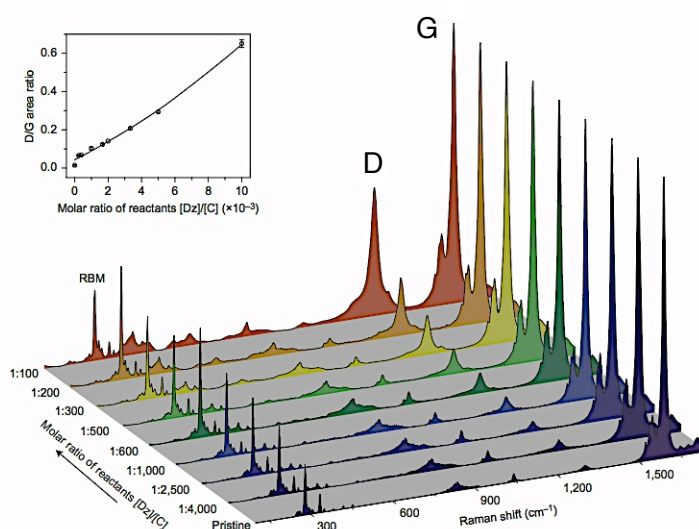 G
0.6
0.4
0.2
0.0
D/G area ratio
0 2 4 6 8 10
Molar ratio of reactants [Dz]/[C] (×10–3)
D
RBM
1:100
1:200
1:300
1:500
1:600
1:1,000
1:2,500
1:4,000
Pristine
Molar ratio of reactants [Dz]/[C]
300
600
900
1,200
1,500
Raman shift (cm–1)